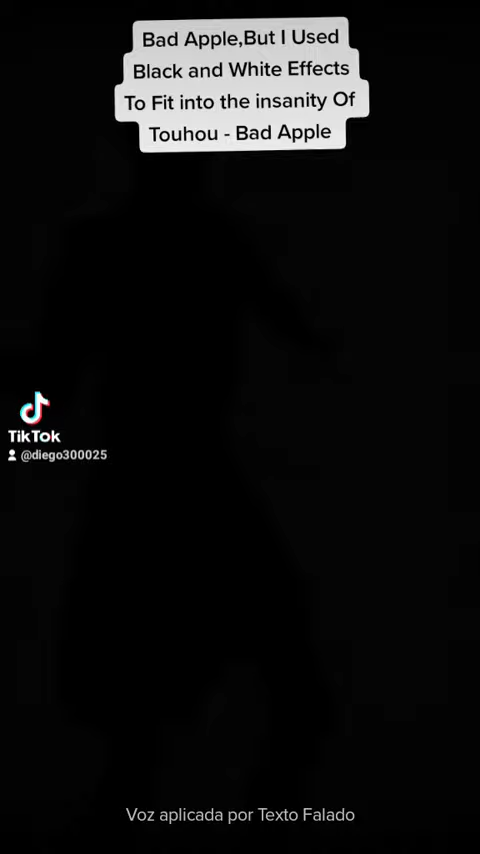 Bad Apple,But I Used
Black and White Effects
To Fit into the insanity Of
Touhou - Bad Apple
TikTok
@diego300025
Voz aplicada por Texto Falado